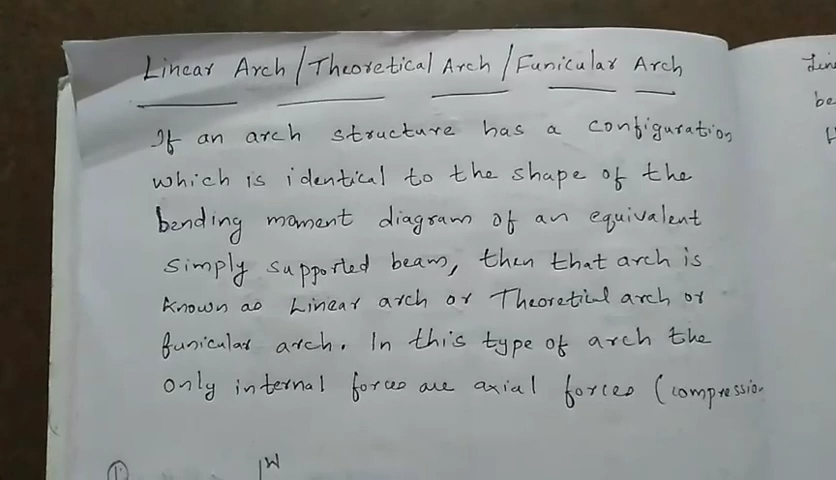 Linear Arch/Theoretical Arch/Funicular Arch
If an arch structure has a configuration
which is identical to the shape of the
bending moment diagram of an equivalent
simply supported beam, then that arch is
known as Linear arch or Theoretical arch or
funicular arch. In this type of arch the
only internal forces are axial forces (compression
1
W
be